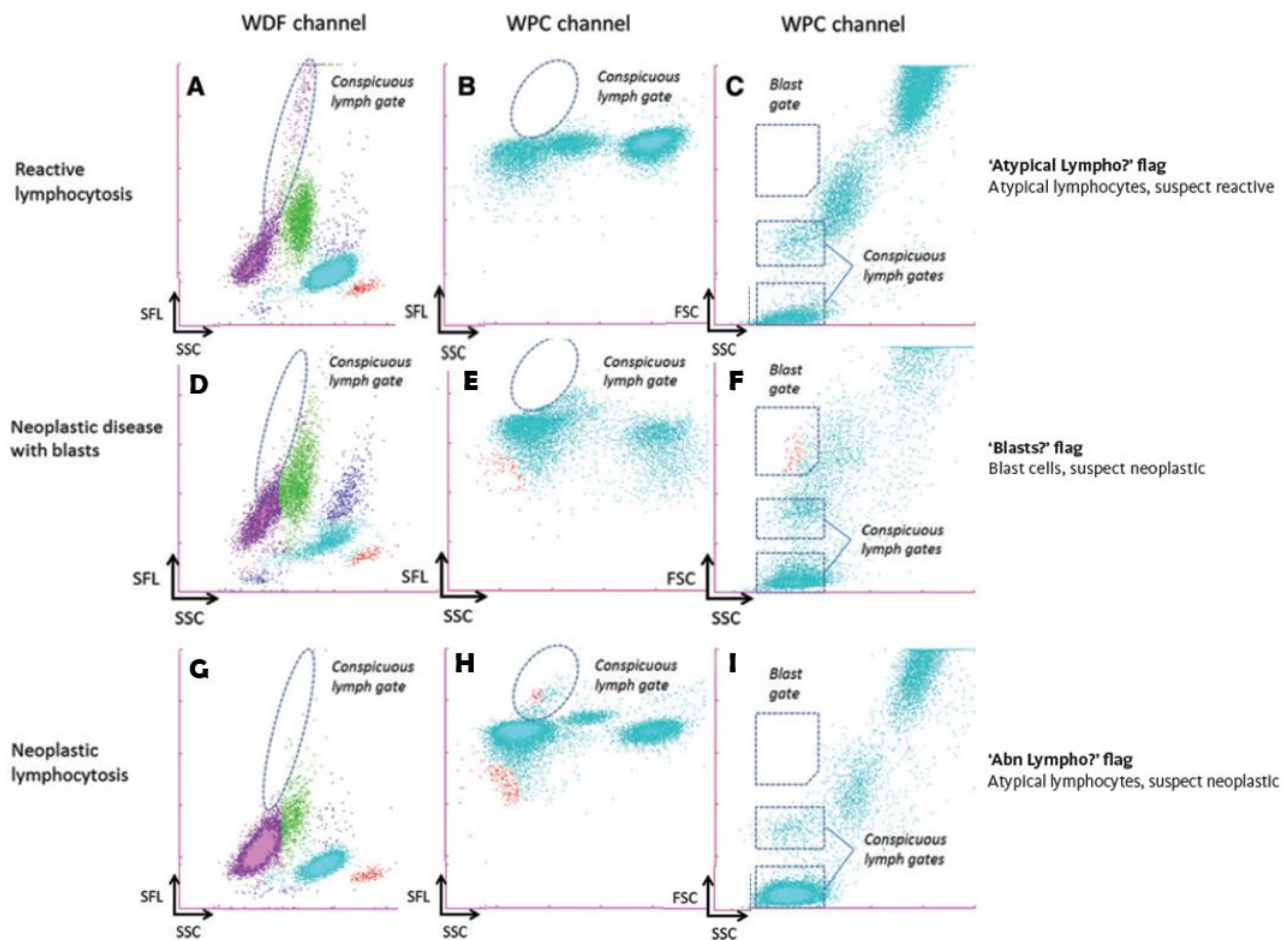 WDF channel
WPC channel
WPC channel
Reactive
lymphocytosis
A
Conspicuous
lymph gate
SFL
SSC
B
Conspicuous
lymph gate
SFL
SSC
C
Blast
gate
Conspicuous
lymph gates
FSC
SSC
'Atypical Lympho?' flag
Atypical lymphocytes, suspect reactive
Neoplastic disease
with blasts
D
Conspicuous
lymph gate
SFL
SSC
E
Conspicuous
lymph gate
SFL
SSC
F
Blast
gate
Conspicuous
lymph gates
FSC
SSC
'Blasts?' flag
Blast cells, suspect neoplastic
Neoplastic
lymphocytosis
G
Conspicuous
lymph gate
SFL
SSC
H
Conspicuous
lymph gate
SFL
SSC
I
Blast
gate
Conspicuous
lymph gates
FSC
SSC
'Abn Lympho?' flag
Atypical lymphocytes, suspect neoplastic